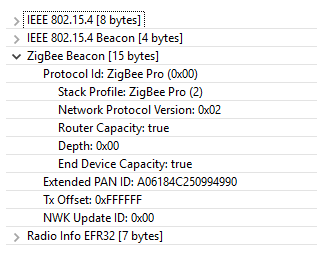 IEEE 802.15.4 [8 bytes]
IEEE 802.15.4 Beacon [4 bytes]
ZigBee Beacon [15 bytes]
Protocol Id: ZigBee Pro (0x00)
Stack Profile: ZigBee Pro (2)
Network Protocol Version: 0x02
Router Capacity: true
Depth: 0x00
End Device Capacity: true
Extended PAN ID: A06184C250994990
Tx Offset: 0xFFFFFF
NWK Update ID: 0x00
Radio Info EFR32 [7 bytes]